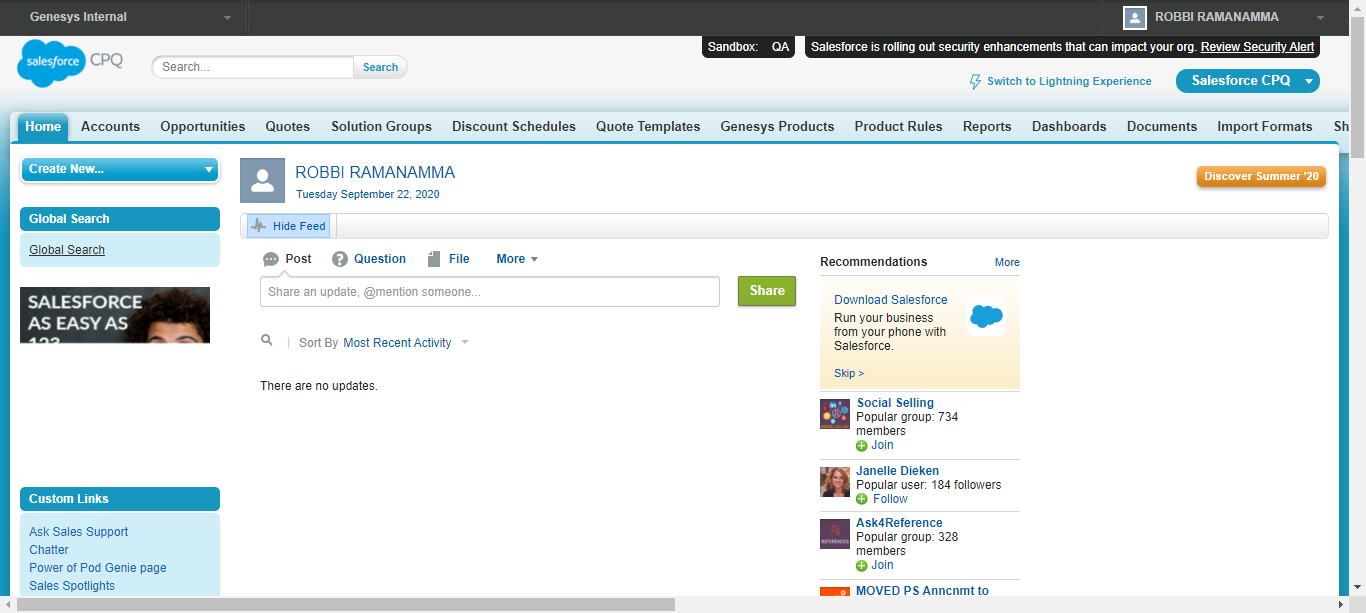 Genesys Internal
ROBBI RAMANAMMA
salesforce CPQ
Search...
Search
Sandbox: QA
Salesforce is rolling out security enhancements that can impact your org. Review Security Alert
Switch to Lightning Experience
Salesforce CPQ
Home Accounts Opportunities Quotes Solution Groups Discount Schedules Quote Templates Genesys Products Product Rules Reports Dashboards Documents Import Formats Sh
Create New...
Global Search
Global Search
SALESFORCE
AS EASY AS
123
Custom Links
Ask Sales Support
Chatter
Power of Pod Genie page
Sales Spotlights
ROBBI RAMANAMMA
Tuesday September 22, 2020
Discover Summer '20
Hide Feed
Post Question File More
Share an update, @mention someone...
Share
Sort By Most Recent Activity
There are no updates.
Recommendations More
Download Salesforce
Run your business
from your phone with
Salesforce.
Skip >
Social Selling
Popular group: 734
members
Join
Janelle Dieken
Popular user: 184 followers
Follow
Ask4Reference
Popular group: 328
members
Join
REFERENCES
MOVED PS Anncmnt to